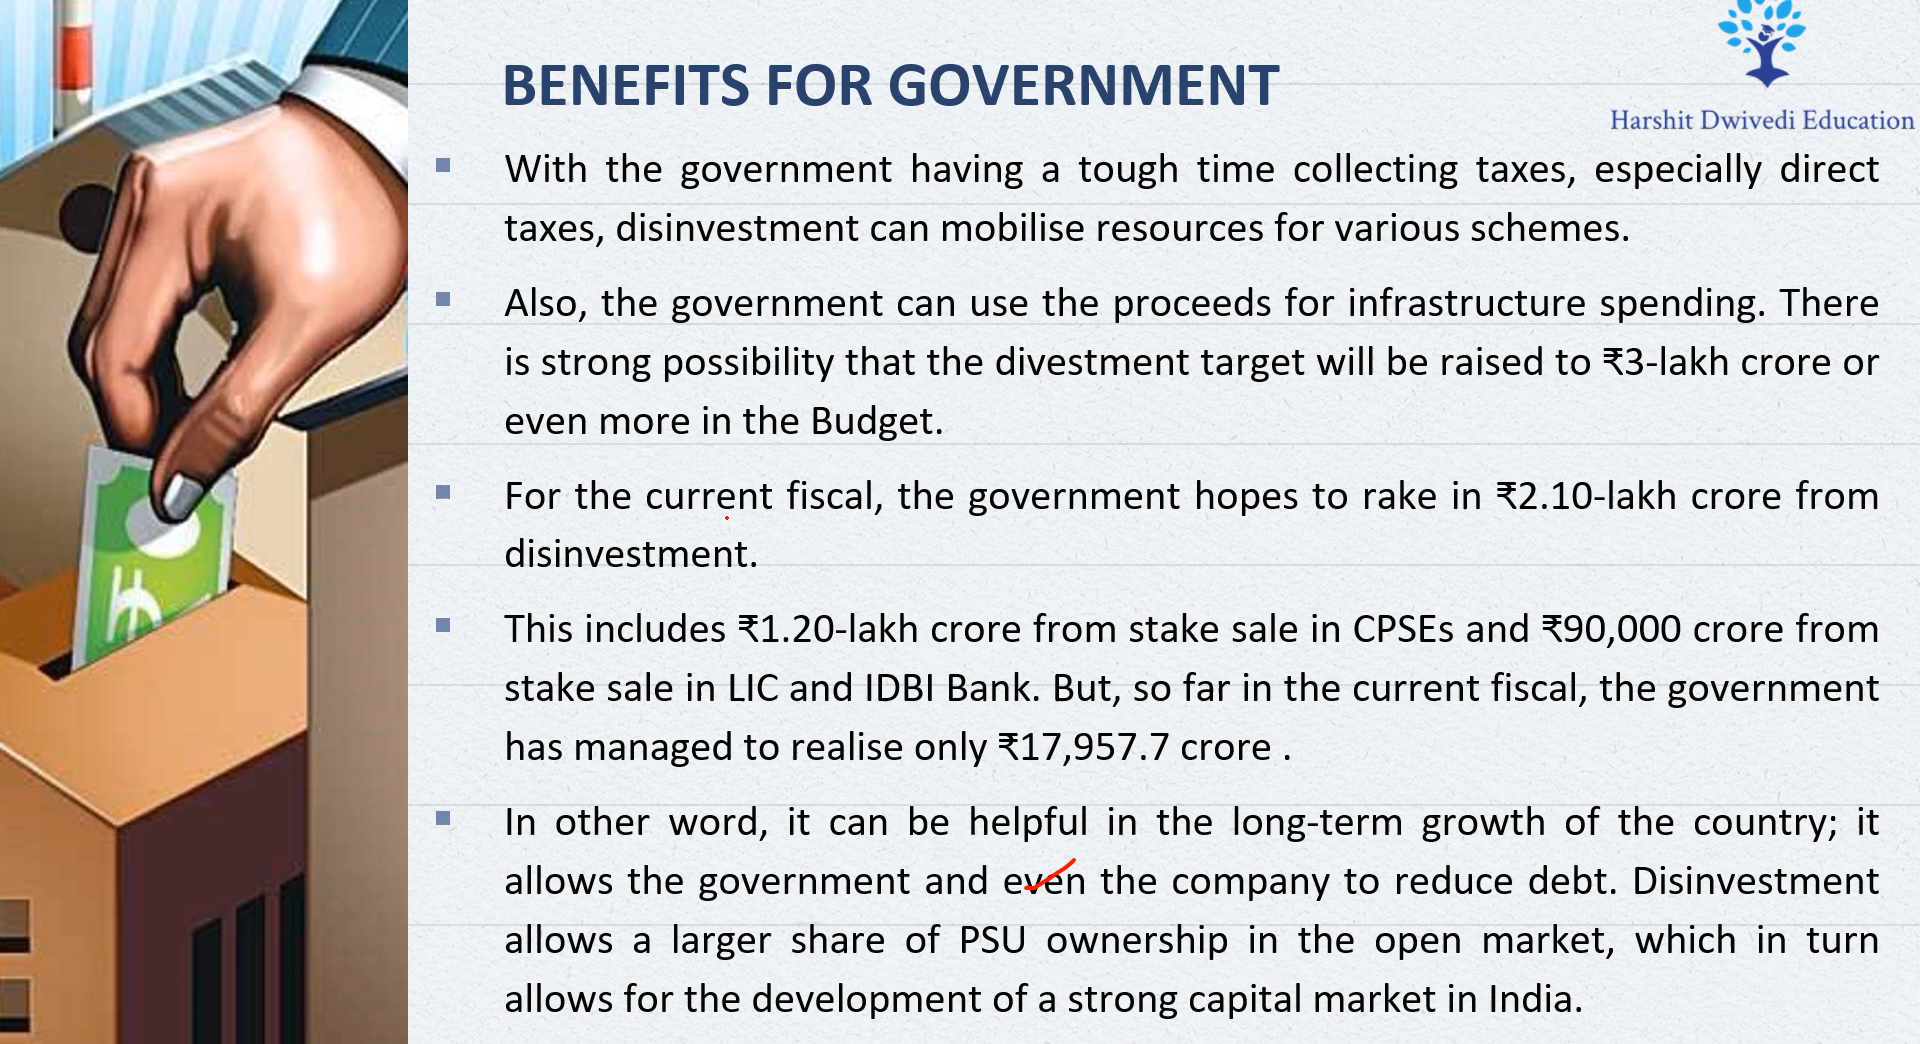 BENEFITS FOR GOVERNMENT
Harshit Dwivedi Education
With the government having a tough time collecting taxes, especially direct
taxes, disinvestment can mobilise resources for various schemes.
Also, the government can use the proceeds for infrastructure spending. There
is strong possibility that the divestment target will be raised to ₹3-lakh crore or
even more in the Budget.
For the current fiscal, the government hopes to rake in ₹2.10-lakh crore from
disinvestment.
This includes ₹1.20-lakh crore from stake sale in CPSEs and ₹90,000 crore from
stake sale in LIC and IDBI Bank. But, so far in the current fiscal, the government
has managed to realise only ₹17,957.7 crore .
In other word, it can be helpful in the long-term growth of the country; it
allows the government and even the company to reduce debt. Disinvestment
allows a larger share of PSU ownership in the open market, which in turn
allows for the development of a strong capital market in India.